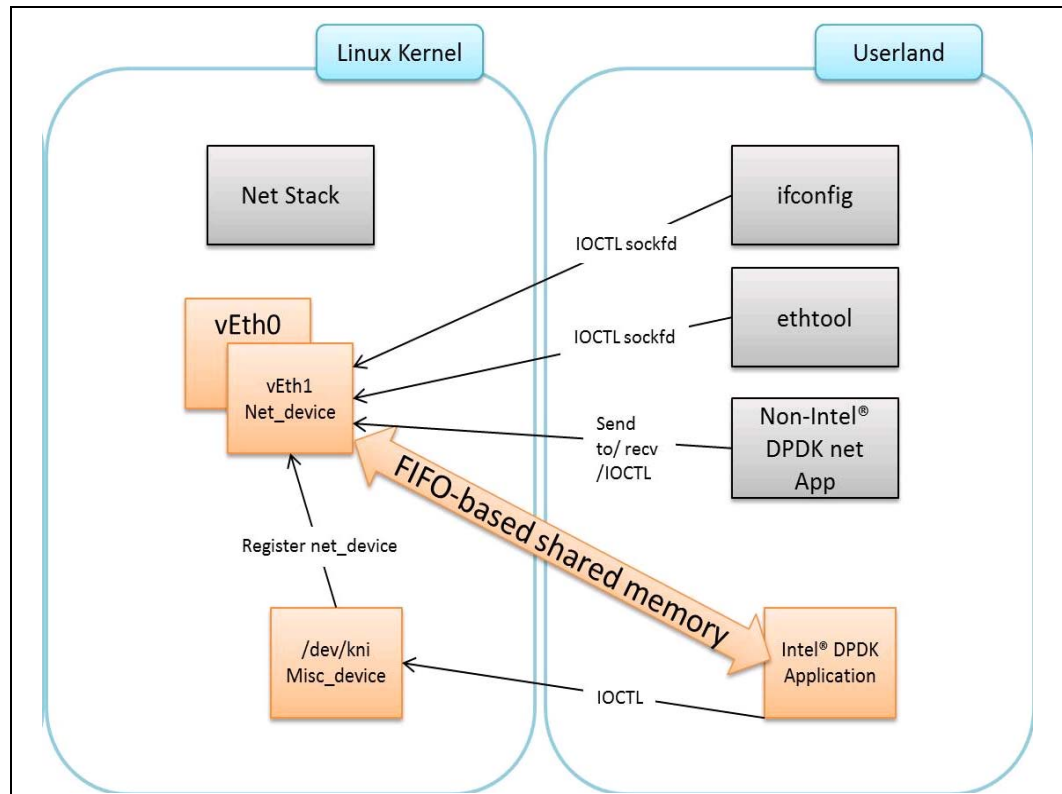 Linux Kernel
Userland
Net Stack
ifconfig
IOCTL sockfd
vEth0
ethtool
IOCTL sockfd
vEth1
Net_device
Non-Intel®
DPDK net
App
Send
to/ recv
/IOCTL
FIFO-based shared memory
Register net_device
/dev/kni
Misc_device
Intel® DPDK
Application
IOCTL